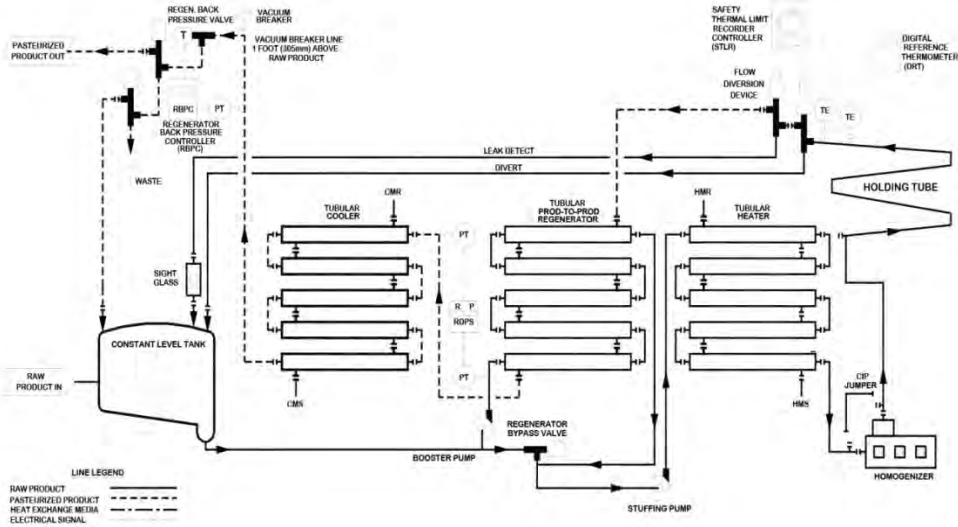 REGEN. BACK
PRESSURE VALVE
VACUUM
BREAKER
T
VACUUM BREAKER LINE
1 FOOT (305mm) ABOVE
RAW PRODUCT
PASTEURIZED
PRODUCT OUT
SAFETY
THERMAL LIMIT
RECORDER
CONTROLLER
(STLR)
DIGITAL
REFERENCE
THERMOMETER
(DRT)
FLOW
DIVERSION
DEVICE
RBPC
PT
REGENERATOR
BACK PRESSURE
CONTROLLER
(RBPC)
TE
TE
WASTE
LEAK DETECT
DIVERT
HOLDING TUBE
TUBULAR
COOLER
CMR
TUBULAR
PROD-TO-PROD
REGENERATOR
HMR
TUBULAR
HEATER
PT
SIGHT
GLASS
R P
RDPS
CONSTANT LEVEL TANK
PT
RAW
PRODUCT IN
CMS
HMS
CIP
JUMPER
REGENERATOR
BYPASS VALVE
BOOSTER PUMP
HOMOGENIZER
STUFFING PUMP
LINE LEGEND
RAW PRODUCT
PASTEURIZED PRODUCT
HEAT EXCHANGE MEDIA
ELECTRICAL SIGNAL